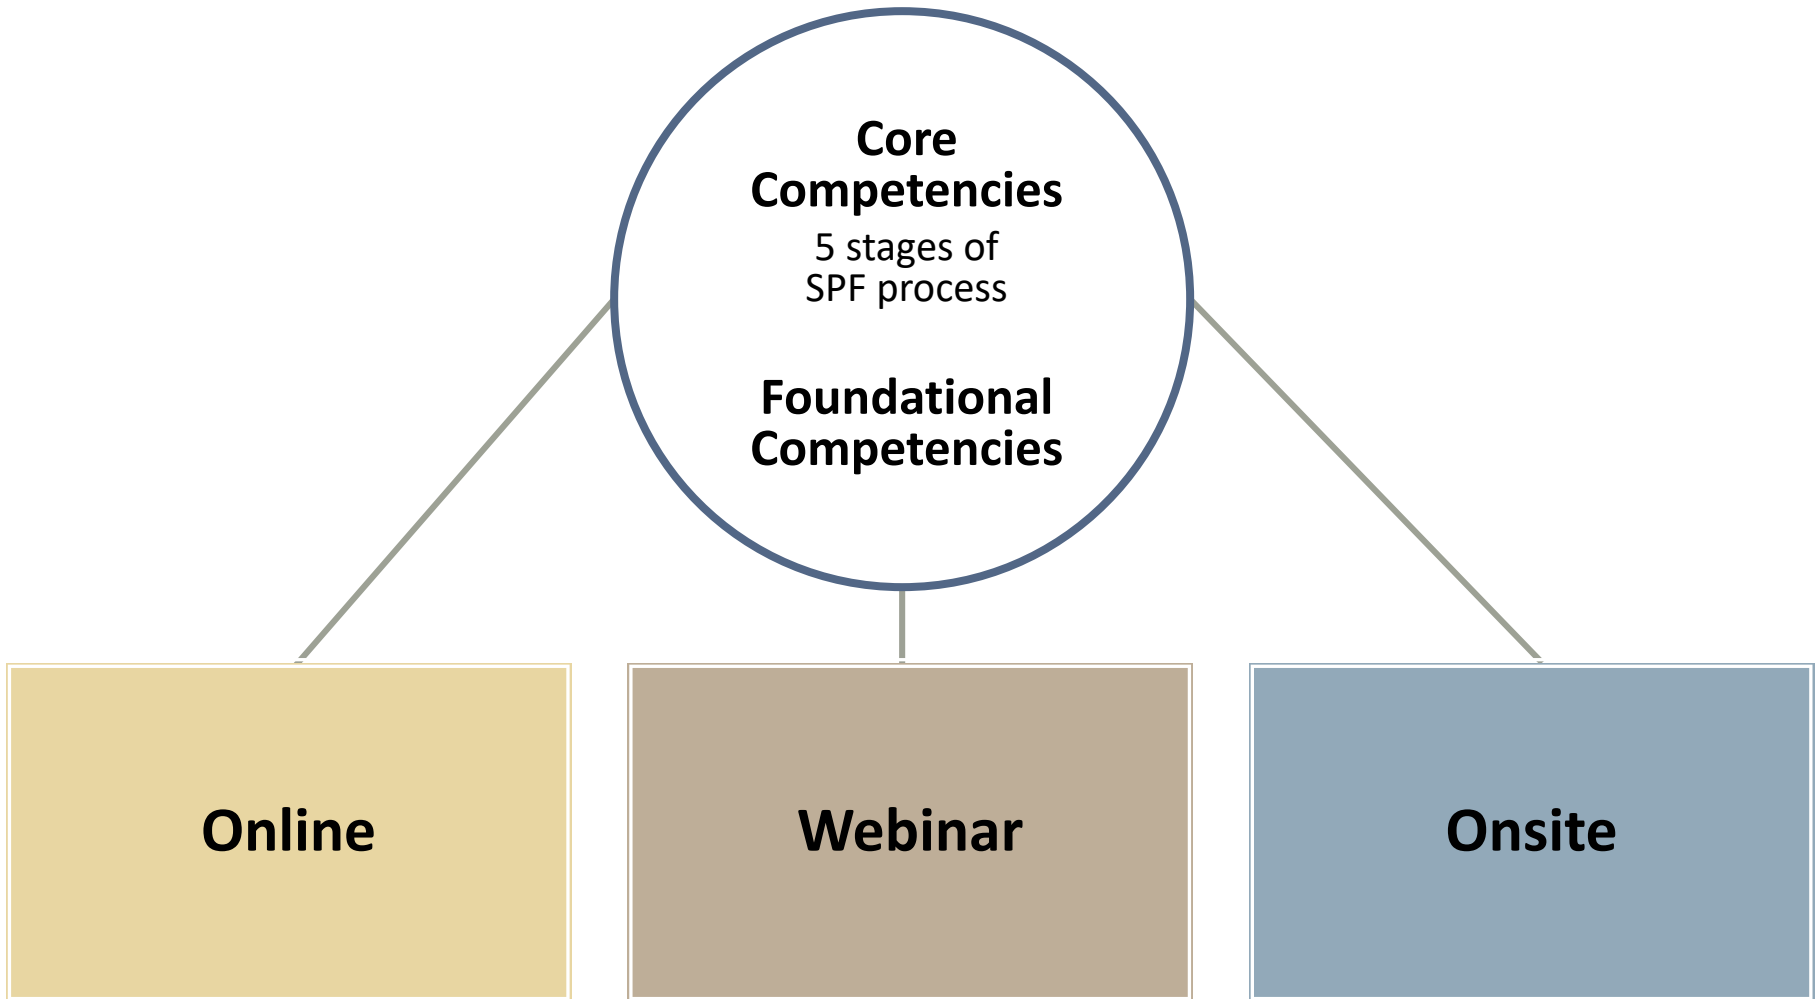 Core
Competencies
5 stages of
SPF process
Foundational
Competencies
Online
Webinar
Onsite